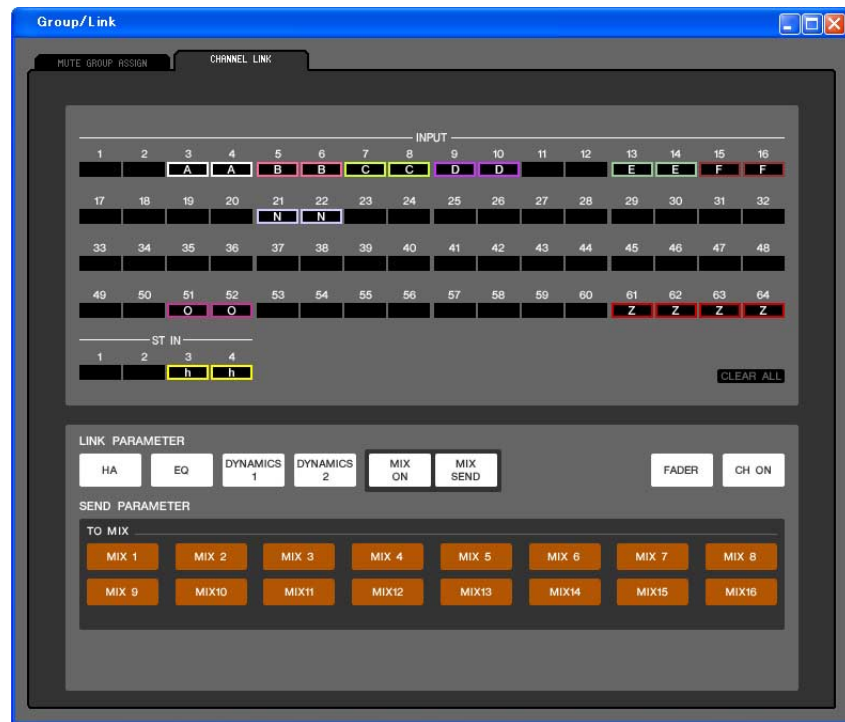 Group/Link
MUTE GROUP ASSIGN CHANNEL LINK
INPUT
1 2 3 4 5 6 7 8 9 10 11 12 13 14 15 16
A A B B C C D D E E F F
17 18 19 20 21 22 23 24 25 26 27 28 29 30 31 32
N N
33 34 35 36 37 38 39 40 41 42 43 44 45 46 47 48
49 50 51 52 53 54 55 56 57 58 59 60 61 62 63 64
O O Z Z Z Z
ST IN
1 2 3 4
h h CLEAR ALL
LINK PARAMETER
HA EQ DYNAMICS 1 DYNAMICS 2 MIX ON MIX SEND FADER CH ON
SEND PARAMETER
TO MIX
MIX 1 MIX 2 MIX 3 MIX 4 MIX 5 MIX 6 MIX 7 MIX 8
MIX 9 MIX10 MIX11 MIX12 MIX13 MIX14 MIX15 MIX16